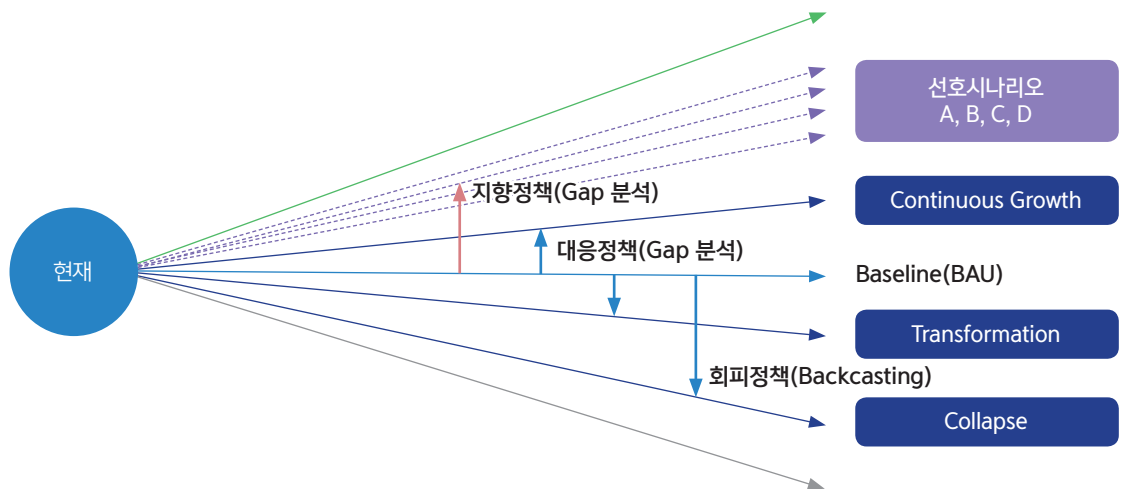 선호시나리오
A, B, C, D
지향정책(Gap 분석)
Continuous Growth
대응정책(Gap 분석)
현재
Baseline(BAU)
Transformation
회피정책(Backcasting)
Collapse